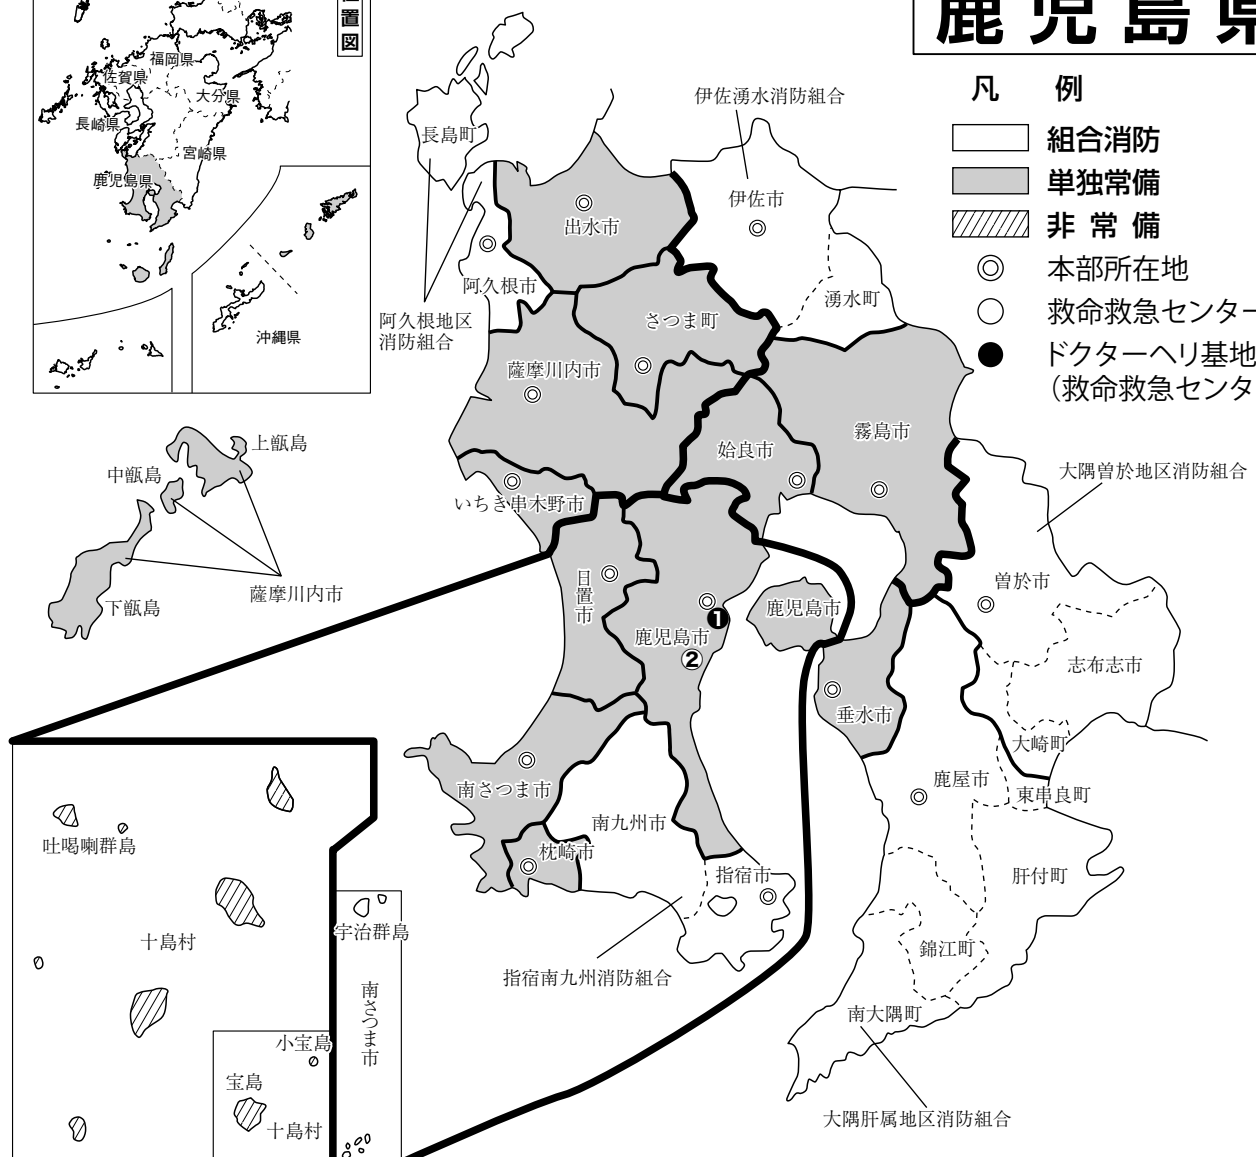 鹿児島県
置図
福岡県
佐賀県
大分県
長崎県
宮崎県
鹿児島県
沖縄県
凡 例
組合消防
単独常備
非常備
本部所在地
救命救急センター
ドクターヘリ基地
（救命救急センタ
伊佐湧水消防組合
長島町
伊佐市
出水市
阿久根市
湧水町
さつま町
阿久根地区
消防組合
薩摩川内市
霧島市
姶良市
上甑島
中甑島
いちき串木野市
大隅曽於地区消防組合
薩摩川内市
下甑島
日置市
曽於市
鹿児島市
1
鹿児島市
2
志布志市
垂水市
大崎町
鹿屋市
東串良町
南さつま市
南九州市
枕崎市
指宿市
肝付町
吐喝喇群島
十島村
宇治群島
錦江町
指宿南九州消防組合
南さつま市
南大隅町
小宝島
宝島
十島村
大隅肝属地区消防組合